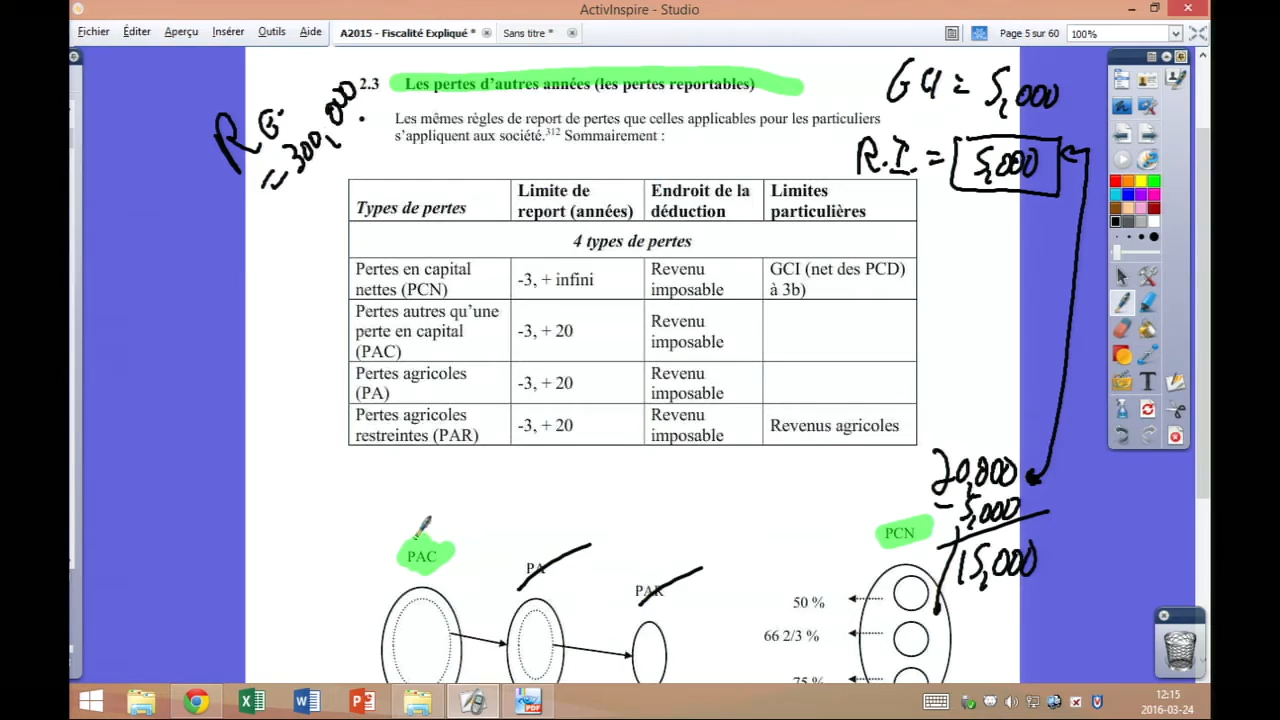 ActivInspire - Studio
Fichier Éditer Aperçu Insérer Outils Aide
A2015 - Fiscalité Expliqué * Sans titre *
Page 5 sur 60 100%
2.3 Les pertes d'autres années (les pertes reportables)
Les mêmes règles de report de pertes que celles applicables pour les particuliers
s'appliquent aux société.312 Sommairement :
= 300,000
= 5,000
R.I. = 5,000
Types de pertes
Limite de
report (années)
Endroit de la
déduction
Limites
particulières
4 types de pertes
Pertes en capital
nettes (PCN)
-3, + infini
Revenu
imposable
GCI (net des PCD)
à 3b)
Pertes autres qu'une
perte en capital
(PAC)
-3, + 20
Revenu
imposable
Pertes agricoles
(PA)
-3, + 20
Revenu
imposable
Pertes agricoles
restreintes (PAR)
-3, + 20
Revenu
imposable
Revenus agricoles
20,000
- 5,000
15,000
PAC
PA
PAR
PCN
50 %
66 2/3 %
75 %
12:15
2016-03-24